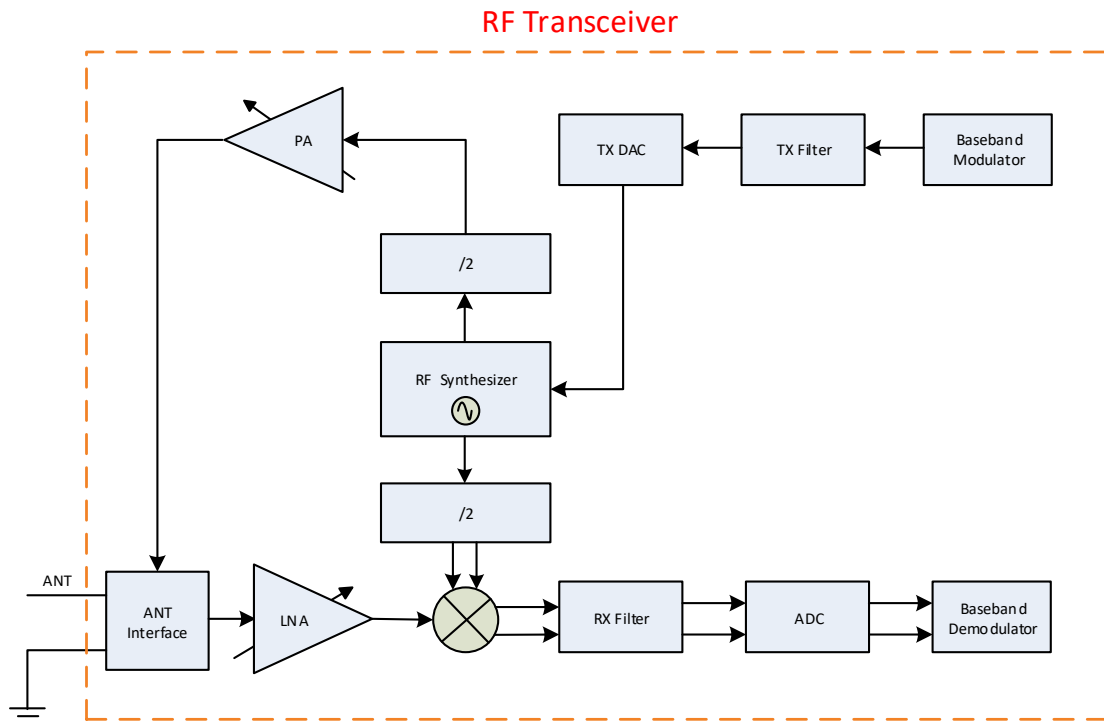 RF Transceiver
PA
TX DAC
TX Filter
Baseband
Modulator
/2
RF Synthesizer
/2
ANT
ANT
Interface
LNA
RX Filter
ADC
Baseband
Demodulator